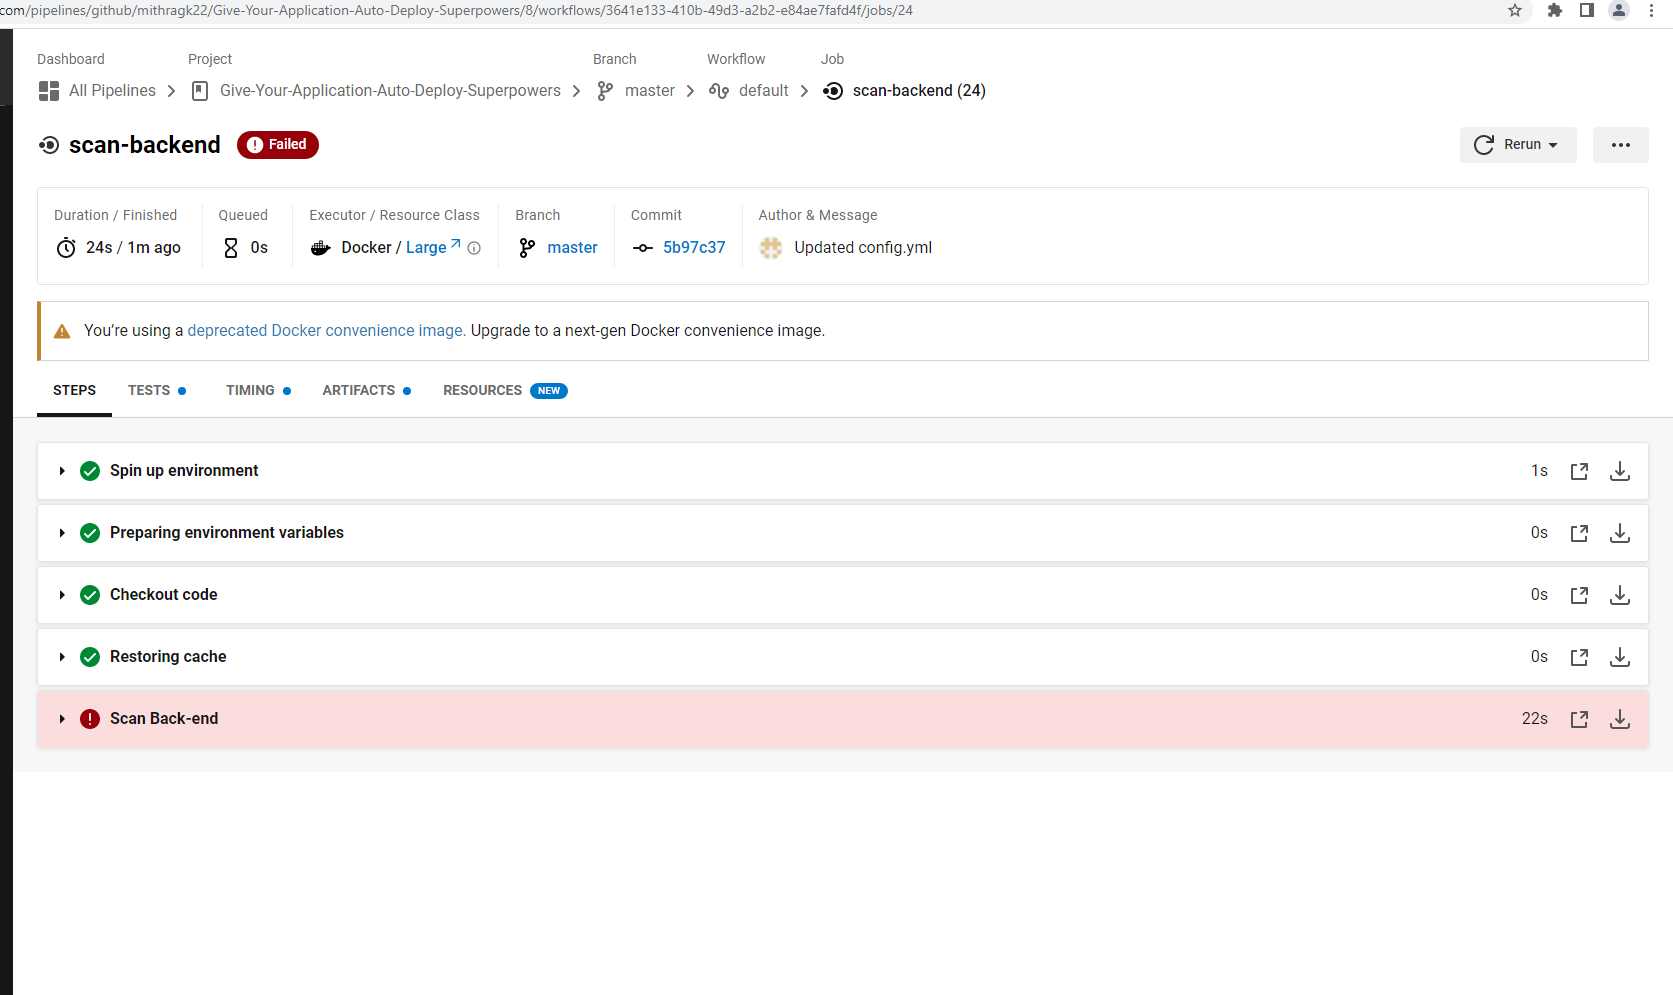 com/pipelines/github/mithragk22/Give-Your-Application-Auto-Deploy-Superpowers/8/workflows/3641e133-410b-49d3-a2b2-e84ae7fafd4f/jobs/24
Dashboard Project Branch Workflow Job
All Pipelines Give-Your-Application-Auto-Deploy-Superpowers master default scan-backend (24)
scan-backend Failed Rerun
Duration / Finished Queued Executor / Resource Class Branch Commit Author & Message
24s / 1m ago 0s Docker / Large master 5b97c37 Updated config.yml
You’re using a deprecated Docker convenience image. Upgrade to a next-gen Docker convenience image.
STEPS TESTS TIMING ARTIFACTS RESOURCES NEW
Spin up environment 1s
Preparing environment variables 0s
Checkout code 0s
Restoring cache 0s
Scan Back-end 22s